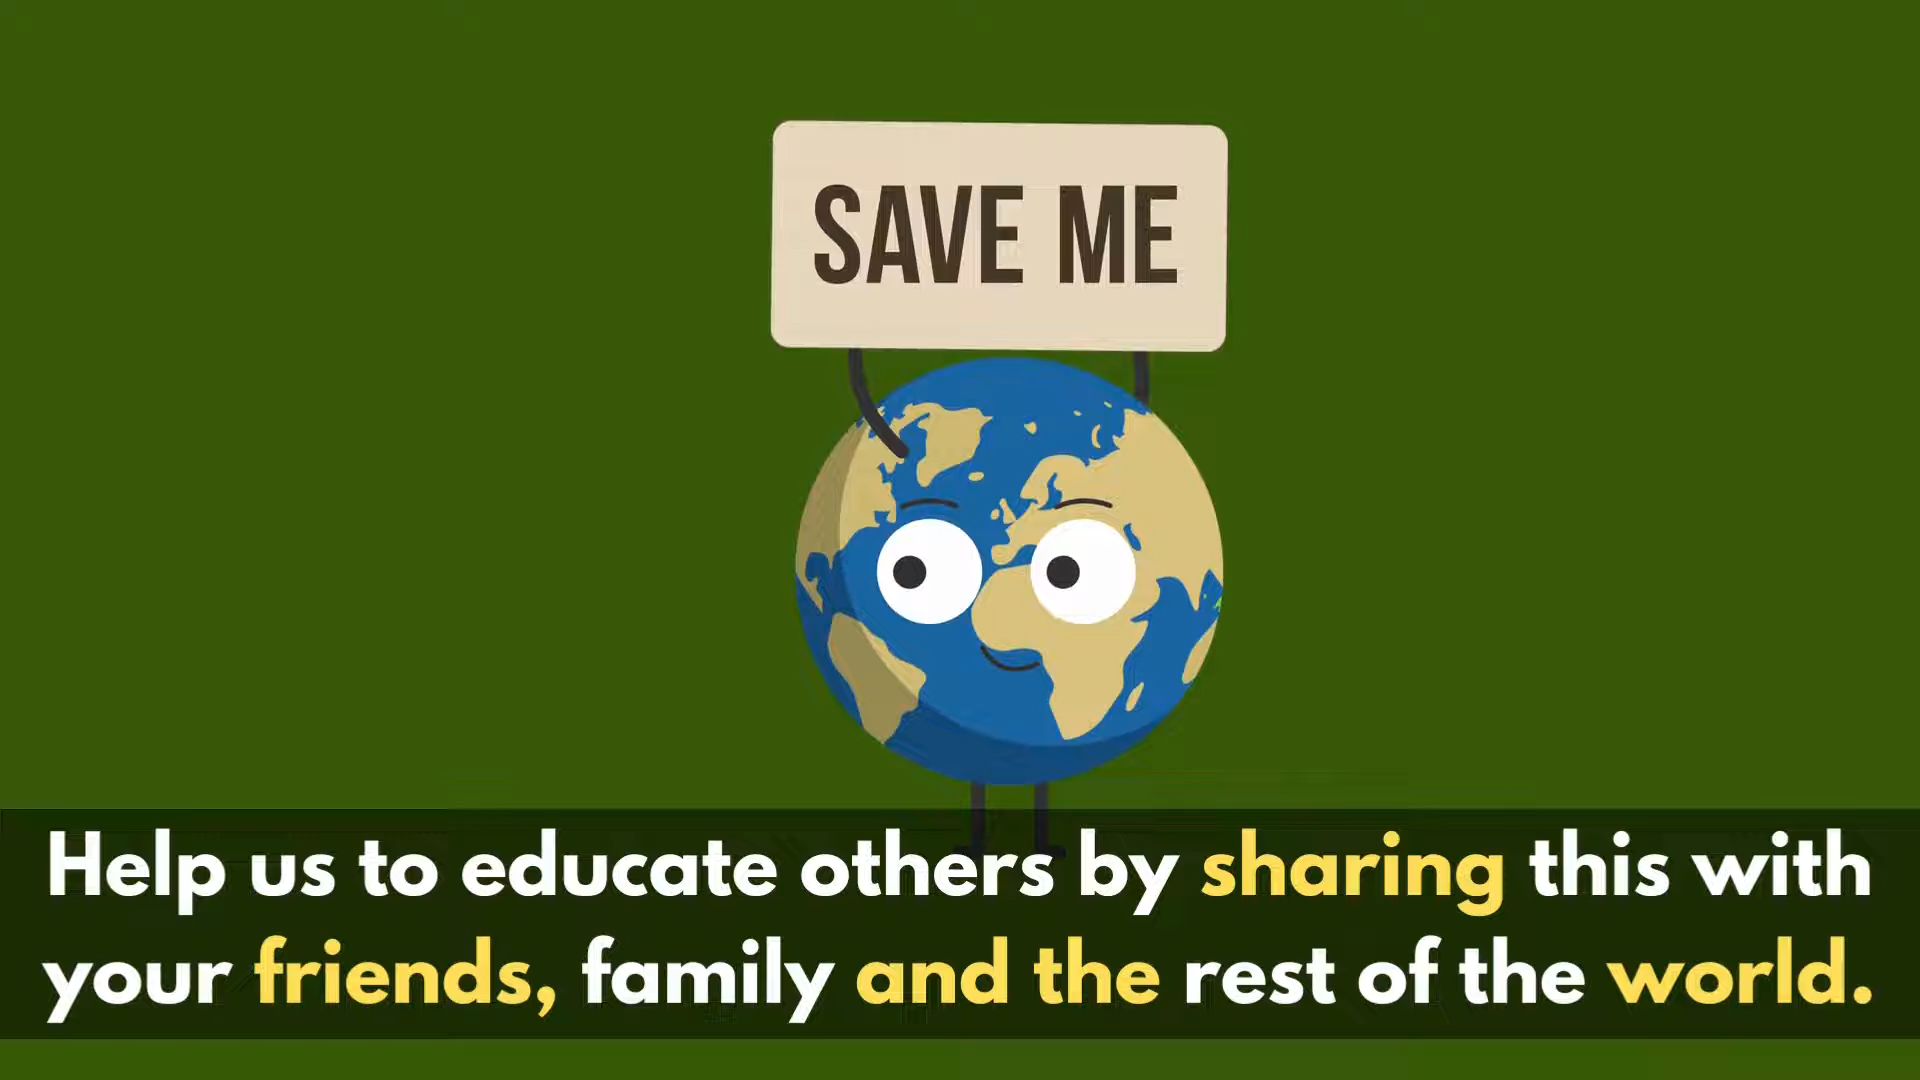 SAVE ME
Help us to educate others by sharing this with
your friends, family and the rest of the world.